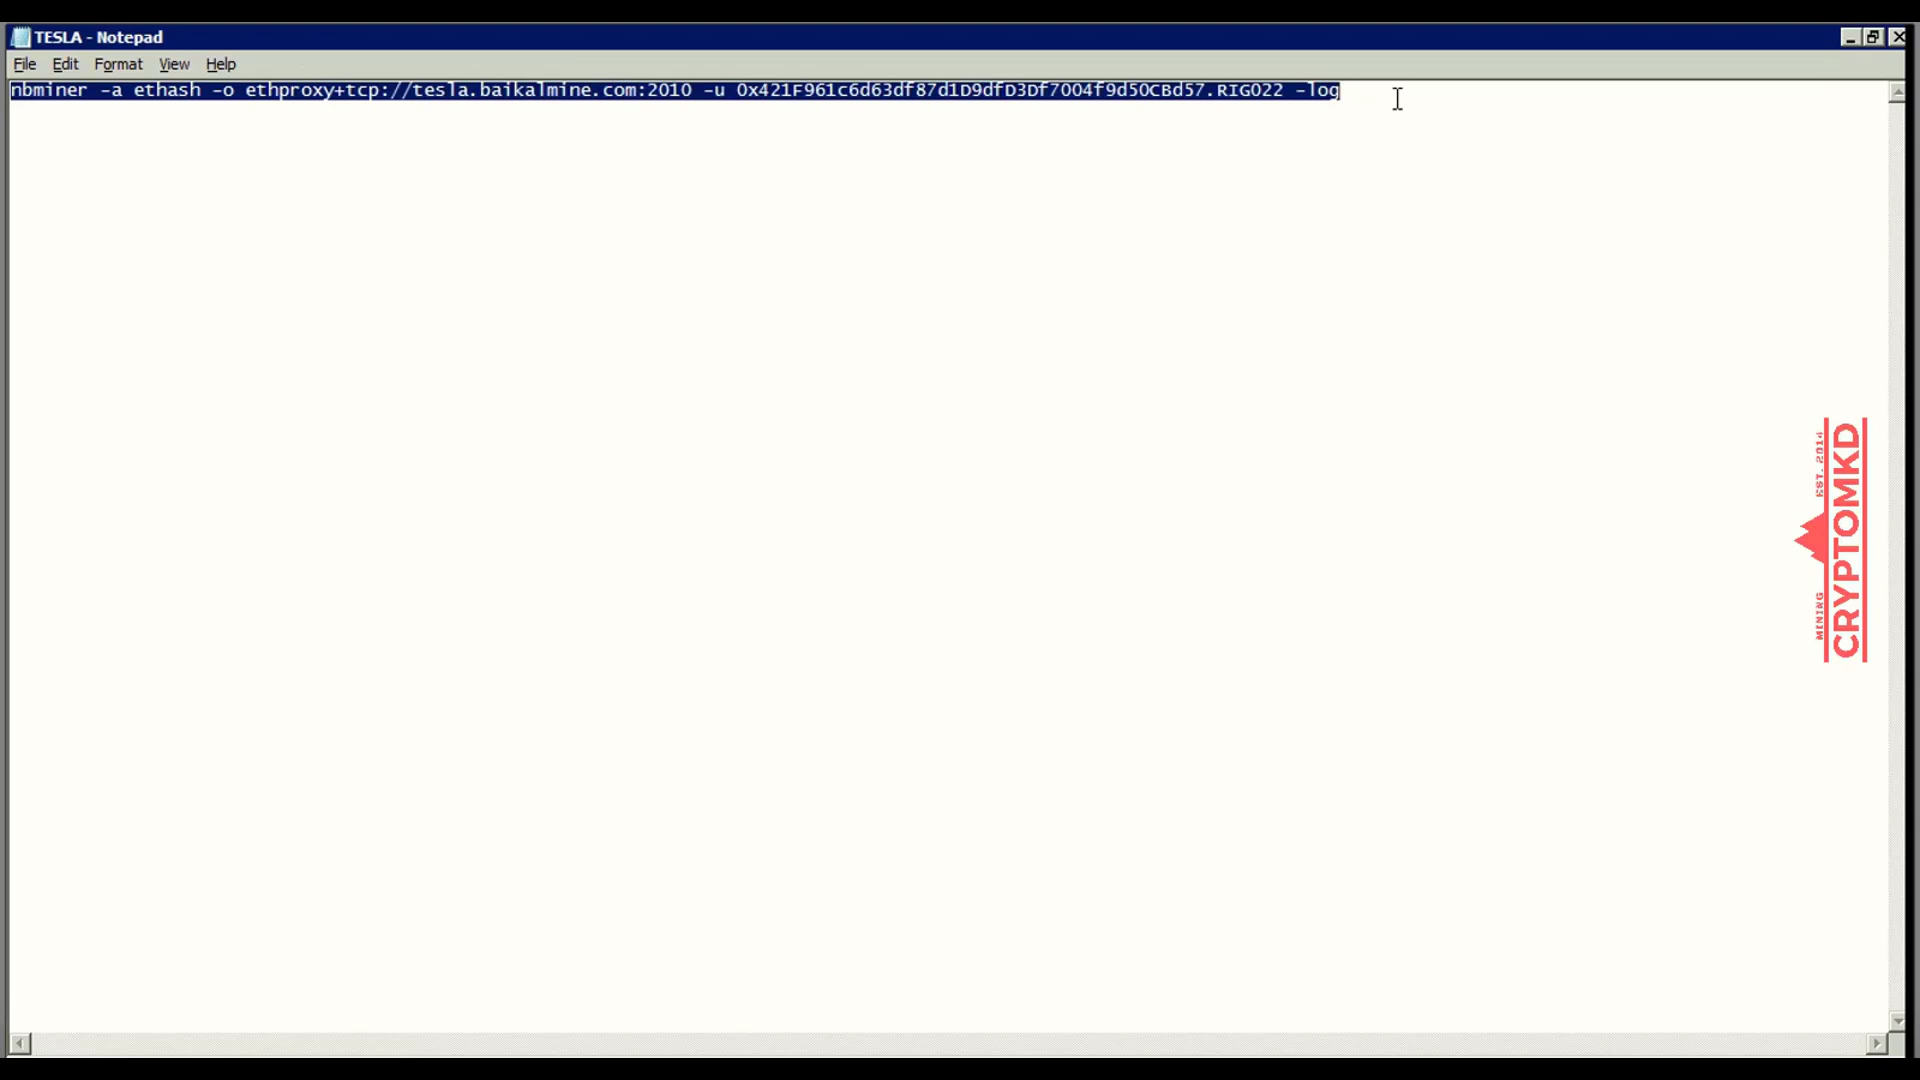 TESLA - Notepad
File Edit Format View Help
nbminer -a ethash -o ethproxy+tcp://tesla.baikalmine.com:2010 -u 0x421F961c6d63df87d1D9dfD3Df7004f9d50CBd57.RIG022 -log
MINING EST. 2014
CRYPTOMKD